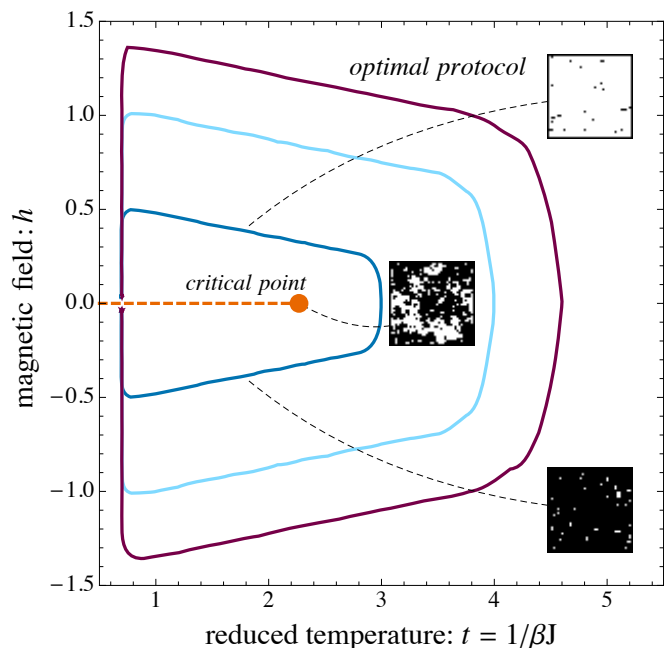 1.5
optimal protocol
1.0
0.5
critical point
0.0
−0.5
−1.0
−1.5
magnetic field: h
1 2 3 4 5
reduced temperature: t = 1/βJ